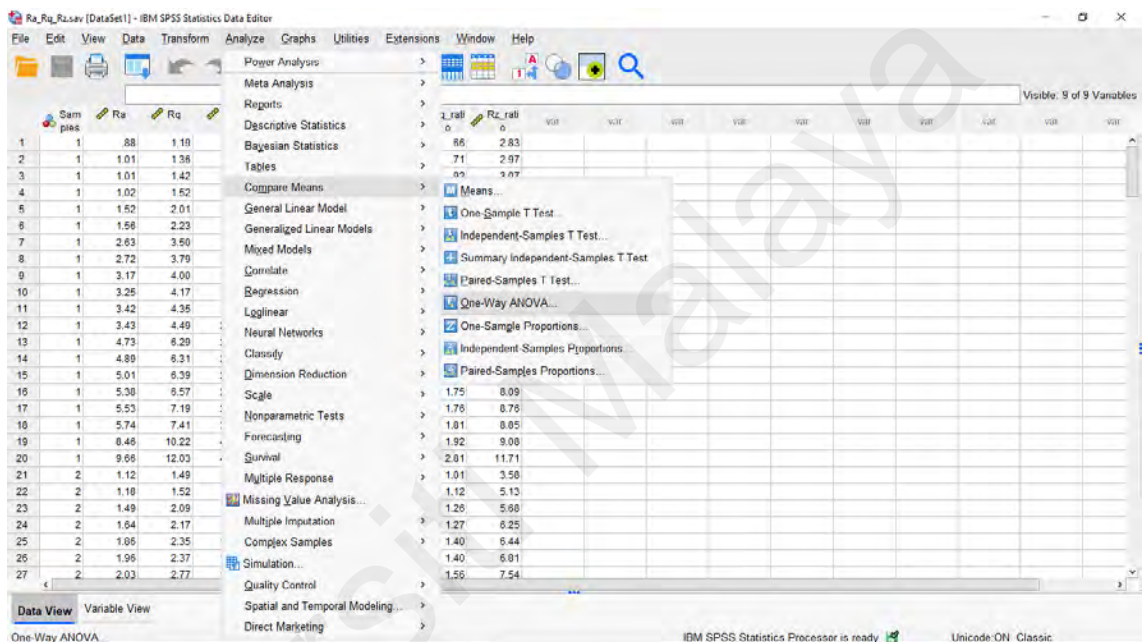 Ra_Rq_Rz.sav [DataSet1] - IBM SPSS Statistics Data Editor
File Edit View Data Transform Analyze Graphs Utilities Extensions Window Help
Visible: 9 of 9 Variables
Samples Ra Rq Rz_ratio var var var var var var var var var var
1 1 .88 1.19 66 2.83
2 1 1.01 1.36 71 2.97
3 1 1.01 1.42 3.07
4 1 1.02 1.52
5 1 1.52 2.01
6 1 1.56 2.23
7 1 2.63 3.50
8 1 2.72 3.79
9 1 3.17 4.00
10 1 3.25 4.17
11 1 3.42 4.35
12 1 3.43 4.49
13 1 4.73 6.29
14 1 4.89 6.31
15 1 5.01 6.39
16 1 5.38 6.57 1.75 8.09
17 1 5.53 7.19 1.76 8.76
18 1 5.74 7.41 1.81 8.85
19 1 8.46 10.22 1.92 9.08
20 1 9.66 12.03 2.81 11.71
21 2 1.12 1.49 1.01 3.58
22 2 1.18 1.52 1.12 5.13
23 2 1.49 2.09 1.26 5.68
24 2 1.64 2.17 1.27 6.25
25 2 1.86 2.35 1.40 6.44
26 2 1.96 2.37 1.40 6.81
27 2 2.03 2.77 1.56 7.54
Power Analysis
Meta Analysis
Reports
Descriptive Statistics
Bayesian Statistics
Tables
Compare Means
General Linear Model
Generalized Linear Models
Mixed Models
Correlate
Regression
Loglinear
Neural Networks
Classify
Dimension Reduction
Scale
Nonparametric Tests
Forecasting
Survival
Multiple Response
Missing Value Analysis...
Multiple Imputation
Complex Samples
Simulation...
Quality Control
Spatial and Temporal Modeling...
Direct Marketing
Means...
One-Sample T Test...
Independent-Samples T Test...
Summary Independent-Samples T Test
Paired-Samples T Test...
One-Way ANOVA...
One-Sample Proportions...
Independent-Samples Proportions...
Paired-Samples Proportions...
Data View Variable View
One-Way ANOVA... IBM SPSS Statistics Processor is ready Unicode:ON Classic